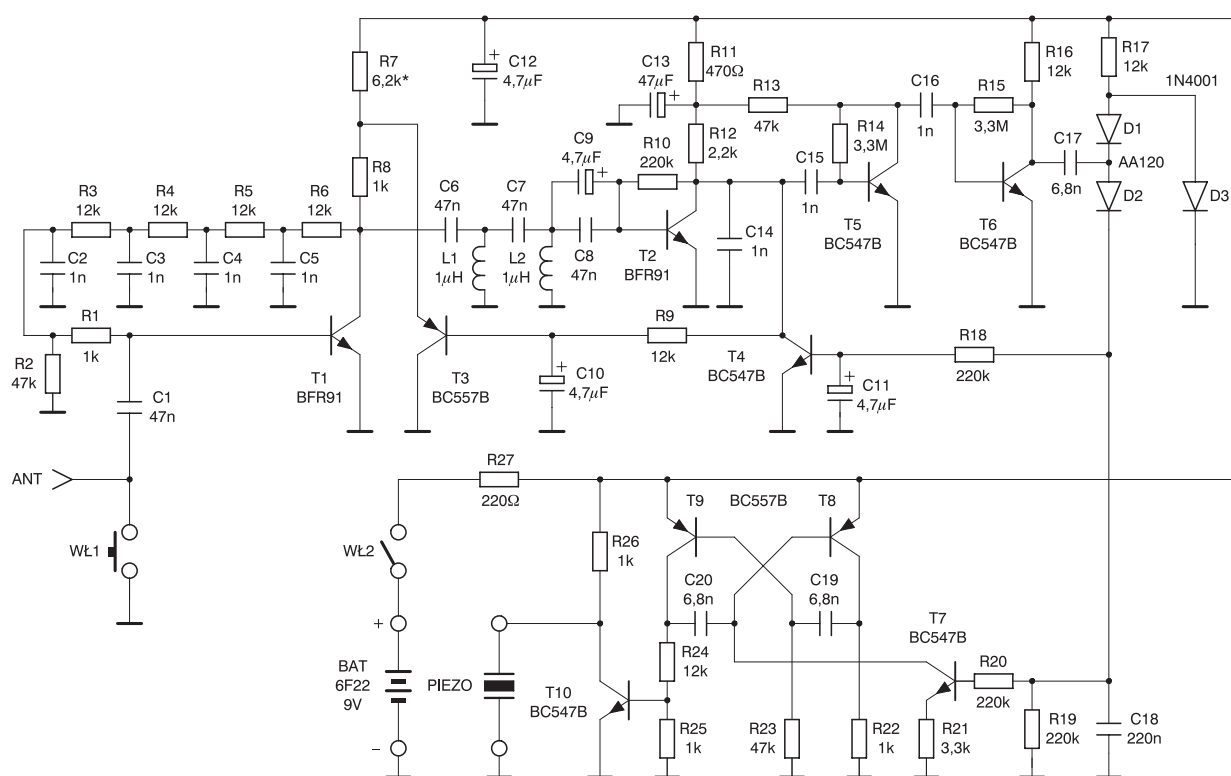 R7
6,2k*
C12
4,7μF
+
C13
47μF
+
R11
470Ω
R13
47k
C16
1n
R15
3,3M
R16
12k
R17
12k
1N4001
R8
1k
C9
4,7μF
+
R10
220k
R12
2,2k
R14
3,3M
C15
1n
C17
6,8n
D1
AA120
D2
D3
R3
12k
R4
12k
R5
12k
R6
12k
C6
47n
C7
47n
T5
BC547B
T6
BC547B
C2
1n
C3
1n
C4
1n
C5
1n
L1
1μH
L2
1μH
C8
47n
T2
BFR91
C14
1n
R1
1k
R2
47k
C1
47n
T1
BFR91
T3
BC557B
C10
4,7μF
+
R9
12k
T4
BC547B
C11
4,7μF
+
R18
220k
ANT
WŁ1
R27
220Ω
WŁ2
R26
1k
T9
BC557B
T8
C20
6,8n
C19
6,8n
T7
BC547B
+
BAT
6F22
9V
–
PIEZO
T10
BC547B
R24
12k
R25
1k
R23
47k
R22
1k
R21
3,3k
R20
220k
R19
220k
C18
220n